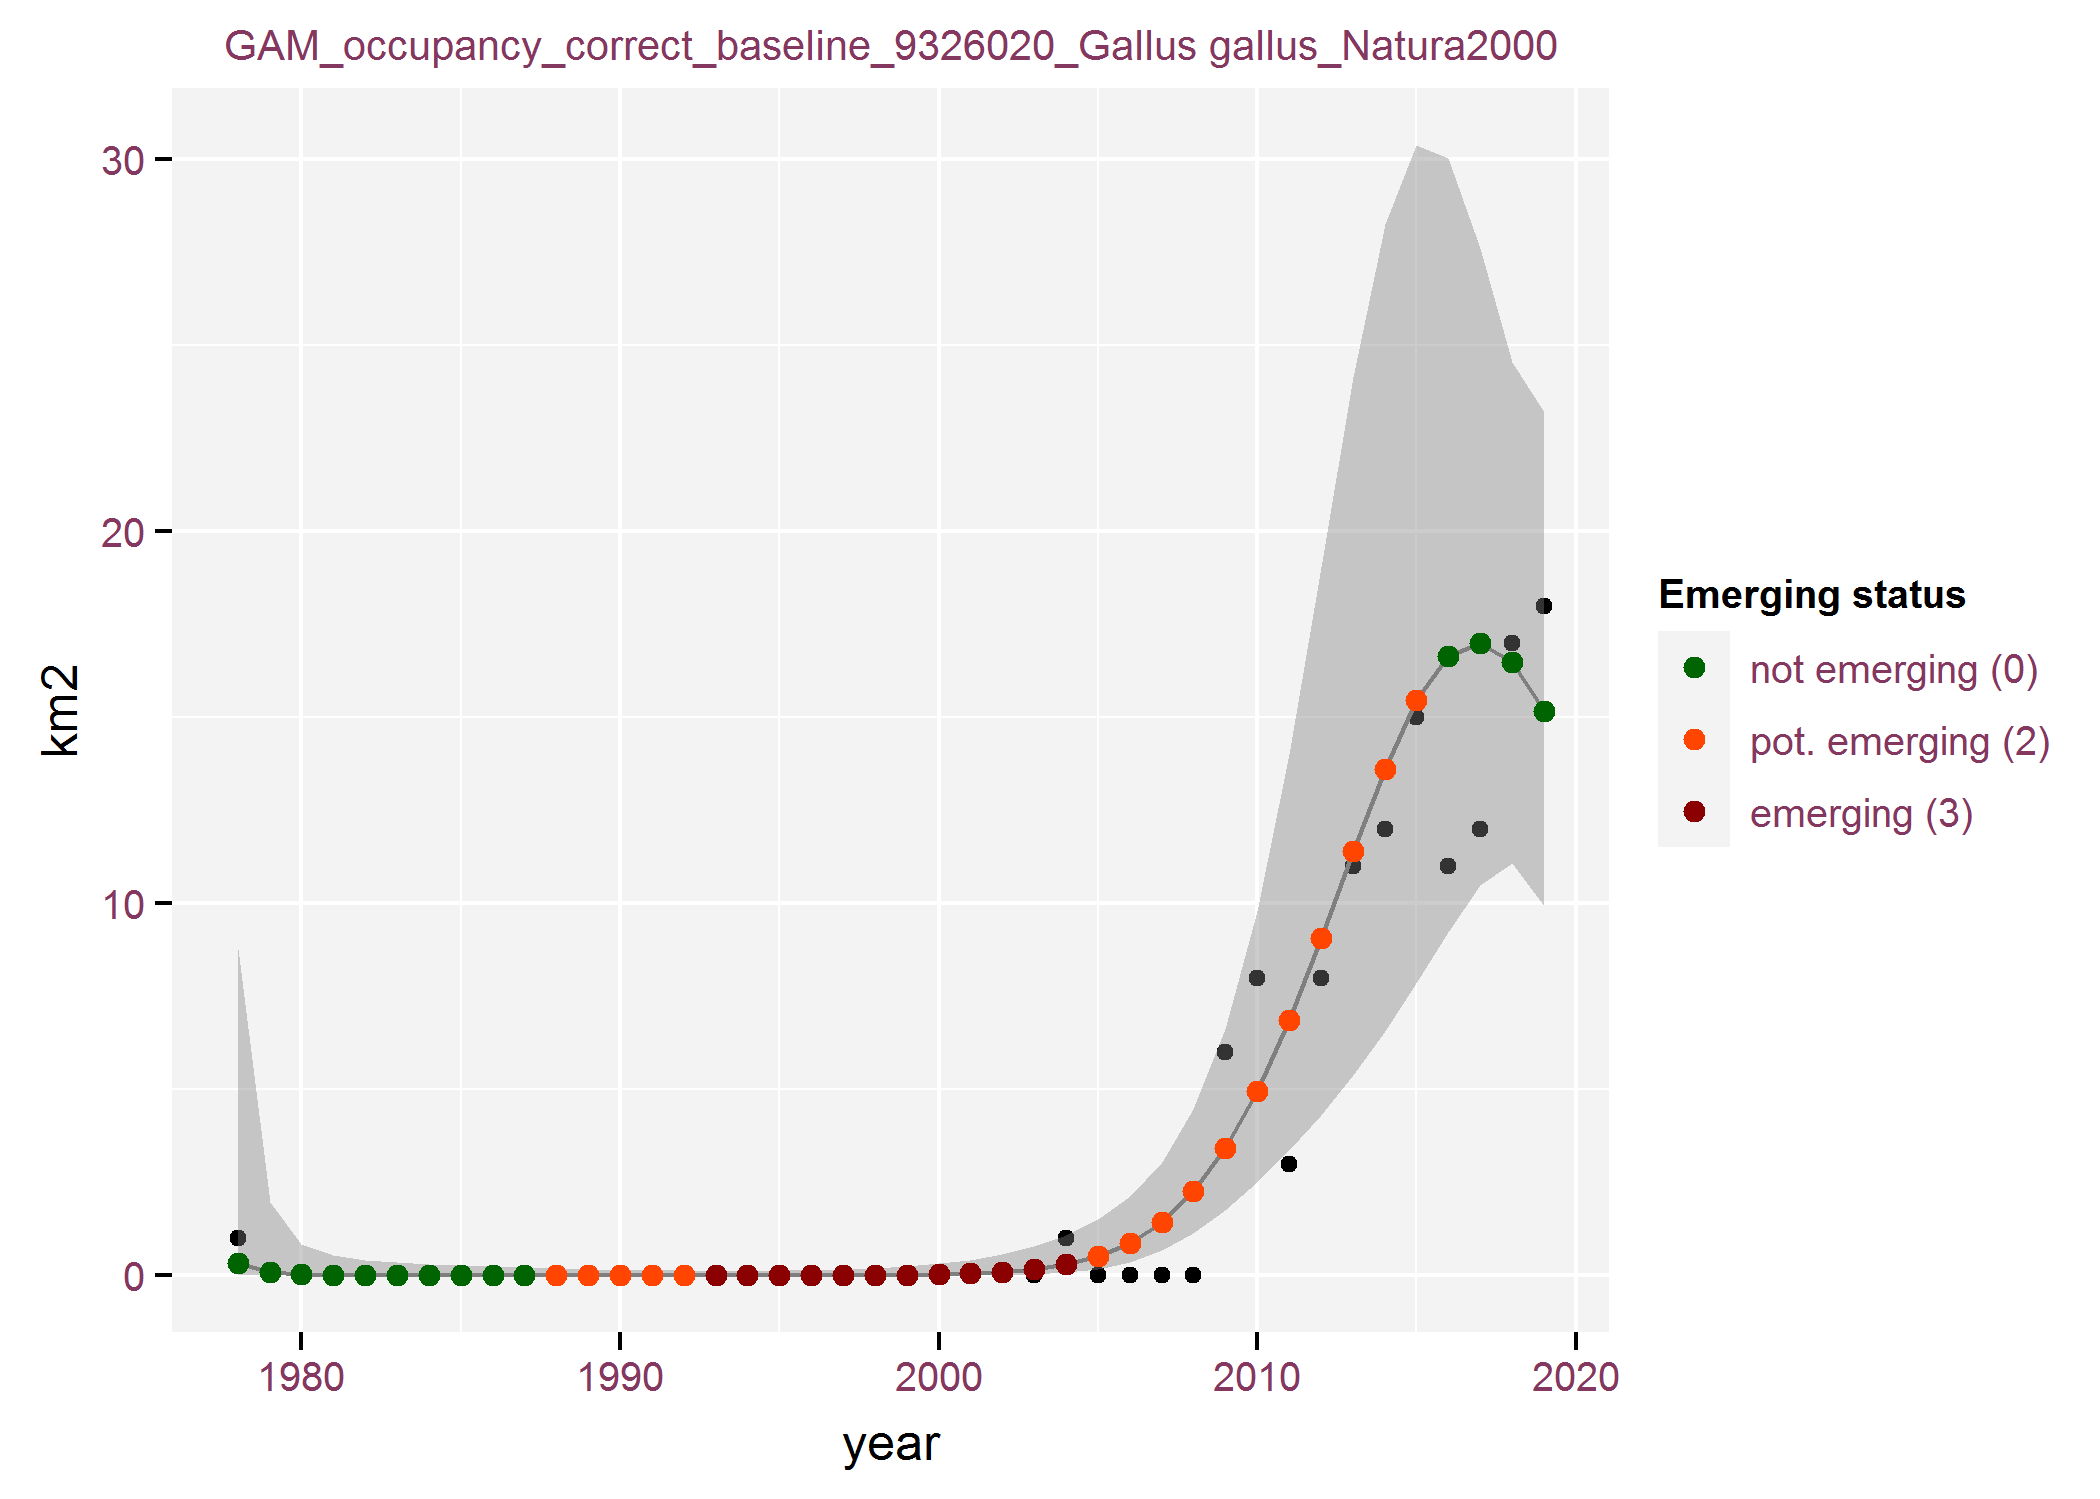 GAM_occupancy_correct_baseline_9326020_Gallus gallus_Natura2000
30
20
10
0
km2
1980 1990 2000 2010 2020
year
Emerging status
not emerging (0)
pot. emerging (2)
emerging (3)